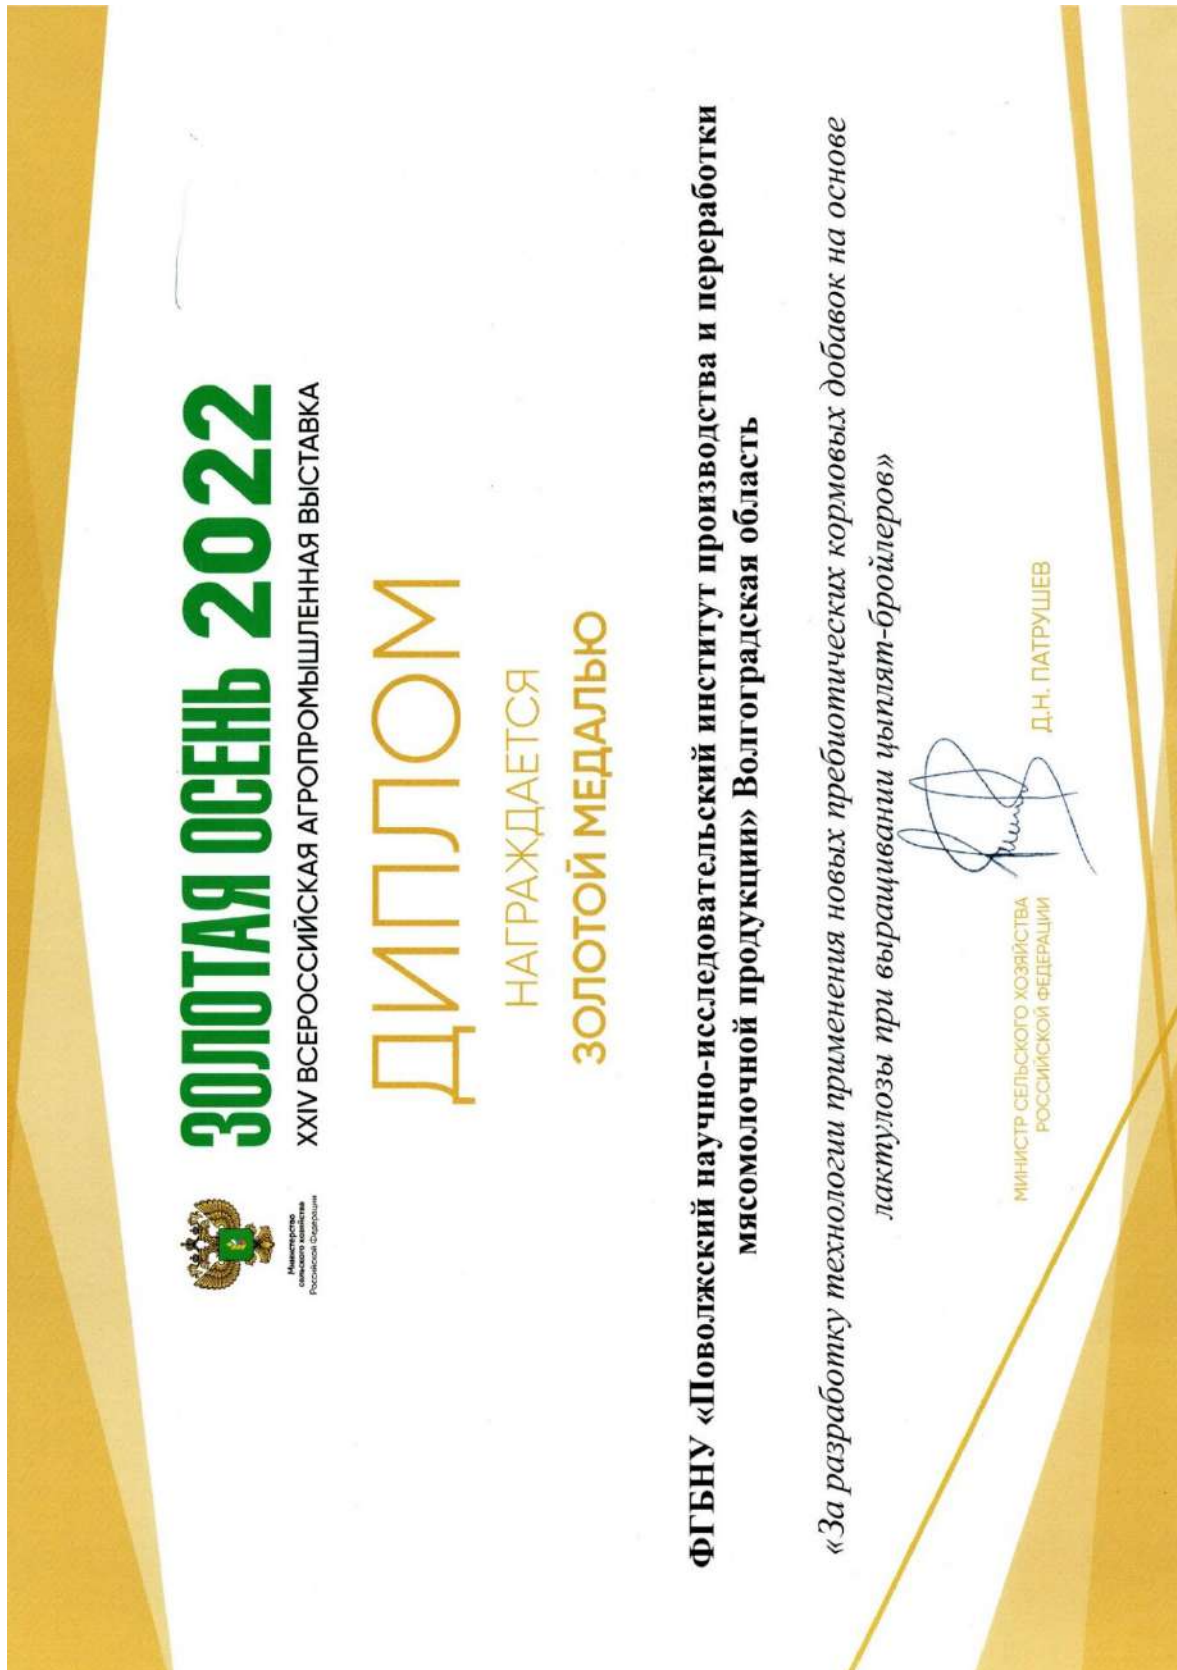 Министерство
сельского хозяйства
Российской Федерации
ЗОЛОТАЯ ОСЕНЬ 2022
XXIV ВСЕРОССИЙСКАЯ АГРОПРОМЫШЛЕННАЯ ВЫСТАВКА
ДИПЛОМ
НАГРАЖДАЕТСЯ
ЗОЛОТОЙ МЕДАЛЬЮ
ФГБНУ «Поволжский научно-исследовательский институт производства и переработки
мясомолочной продукции» Волгоградская область
«За разработку технологии применения новых пребиотических кормовых добавок на основе
лактулозы при выращивании цыплят-бройлеров»
МИНИСТР СЕЛЬСКОГО ХОЗЯЙСТВА
РОССИЙСКОЙ ФЕДЕРАЦИИ
Д.Н. ПАТРУШЕВ